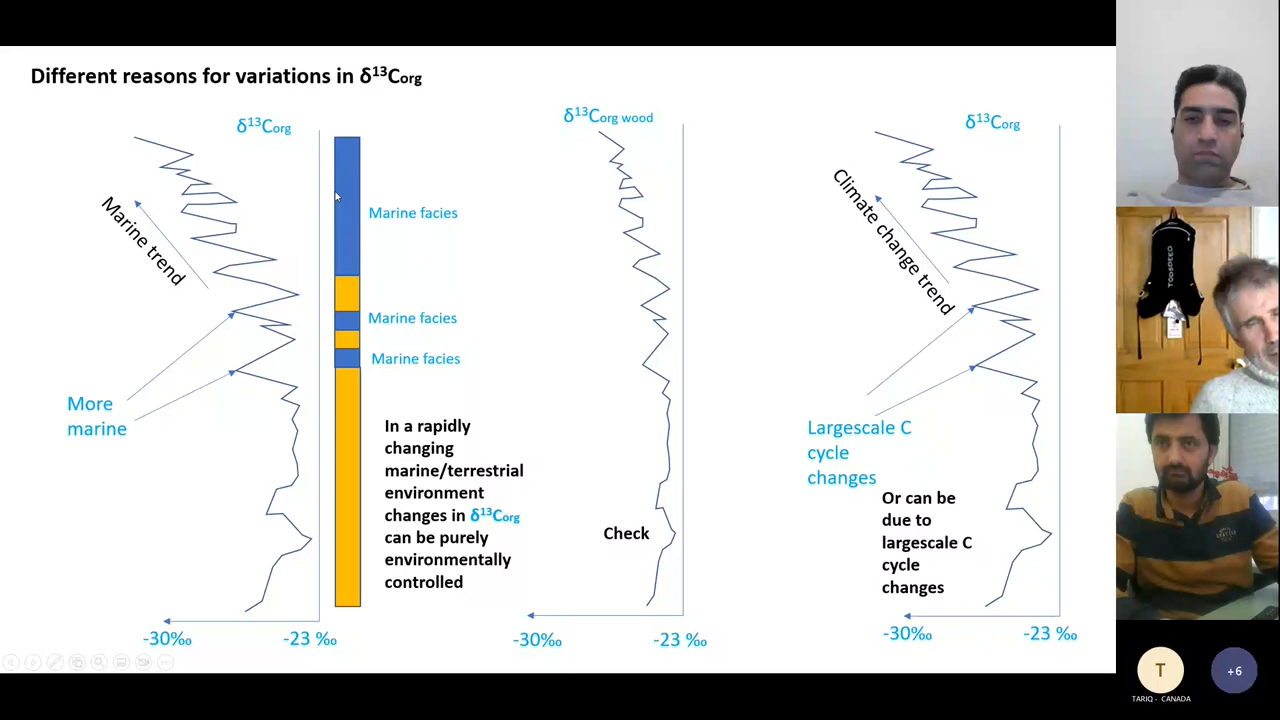 Different reasons for variations in δ¹³Corg
δ¹³Corg
Marine trend
More
marine
-30‰
-23 ‰
Marine facies
Marine facies
Marine facies
In a rapidly
changing
marine/terrestrial
environment
changes in δ¹³Corg
can be purely
environmentally
controlled
δ¹³Corg wood
Check
-30‰
-23 ‰
δ¹³Corg
Climate change trend
Largescale C
cycle
changes
Or can be
due to
largescale C
cycle
changes
-30‰
-23 ‰
TOOSPEED
T
TARIQ - CANADA
+6